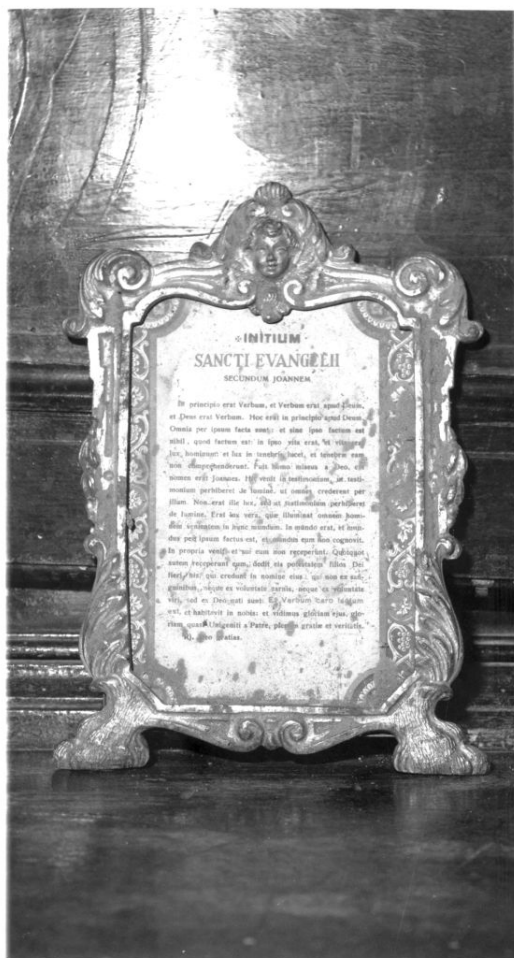 INITIUM
SANCTI EVANGELII
SECUNDUM JOANNEM
In principio erat Verbum, et Verbum erat apud Deum,
et Deus erat Verbum. Hoc erat in principio apud Deum.
Omnia per ipsum facta sunt: et sine ipso factum est
nihil, quod factum est: in ipso vita erat, et vita erat
lux hominum: et lux in tenebris lucet, et tenebræ eam
non comprehenderunt. Fuit homo missus a Deo, cui
nomen erat Joannes. Hic venit in testimonium, ut testi-
monium perhiberet de lumine, ut omnes crederent per
illum. Non erat ille lux, sed ut testimonium perhiberet
de lumine. Erat lux vera, quæ illuminat omnem homi-
nem venientem in hunc mundum. In mundo erat, et mun-
dus per ipsum factus est, et mundus eum non cognovit.
In propria venit, et sui eum non receperunt. Quotquot
autem receperunt eum, dedit eis potestatem filios Dei
fieri, his, qui credunt in nomine ejus: qui non ex san-
guinibus, neque ex voluntate carnis, neque ex voluntate
viri, sed ex Deo nati sunt. Et Verbum caro factum
est, et habitavit in nobis: et vidimus gloriam ejus, glo-
riam quasi Unigeniti a Patre, plenum gratiæ et veritatis.
Deo gratias.